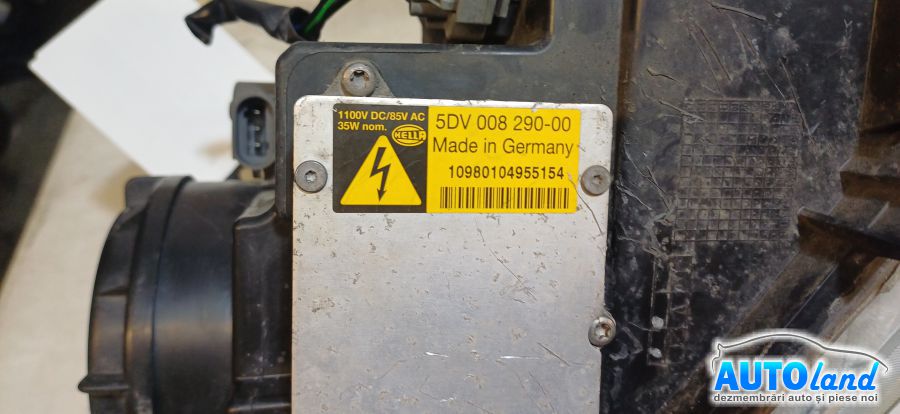 1100V DC/85V AC
35W nom.
HELLA
5DV 008 290-00
Made in Germany
10980104955154
AUTOland
dezmembrări auto și piese noi